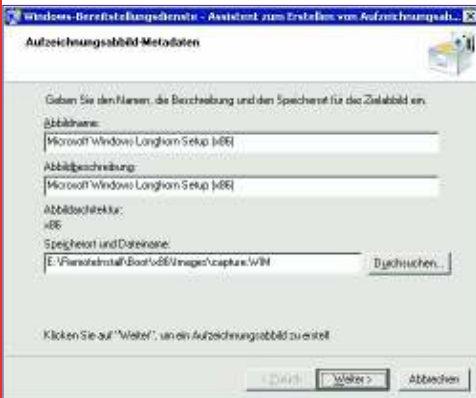 Windows-Bereitstellungsdienste - Assistent zum Erstellen von Aufzeichnungsab...
Aufzeichnungsabbild-Metadaten
Geben Sie den Namen, die Beschreibung und den Speicherort für das Zielabbild ein.
Abbildname:
Microsoft Windows Longhorn Setup (x86)
Abbildbeschreibung:
Microsoft Windows Longhorn Setup (x86)
Abbildarchitektur:
x86
Speicherort und Dateiname:
E:\RemoteInstall\Boot\x86\Images\capture.WIM
Durchsuchen...
Klicken Sie auf "Weiter", um ein Aufzeichnungsabbild zu erstell
< Zurück
Weiter >
Abbrechen